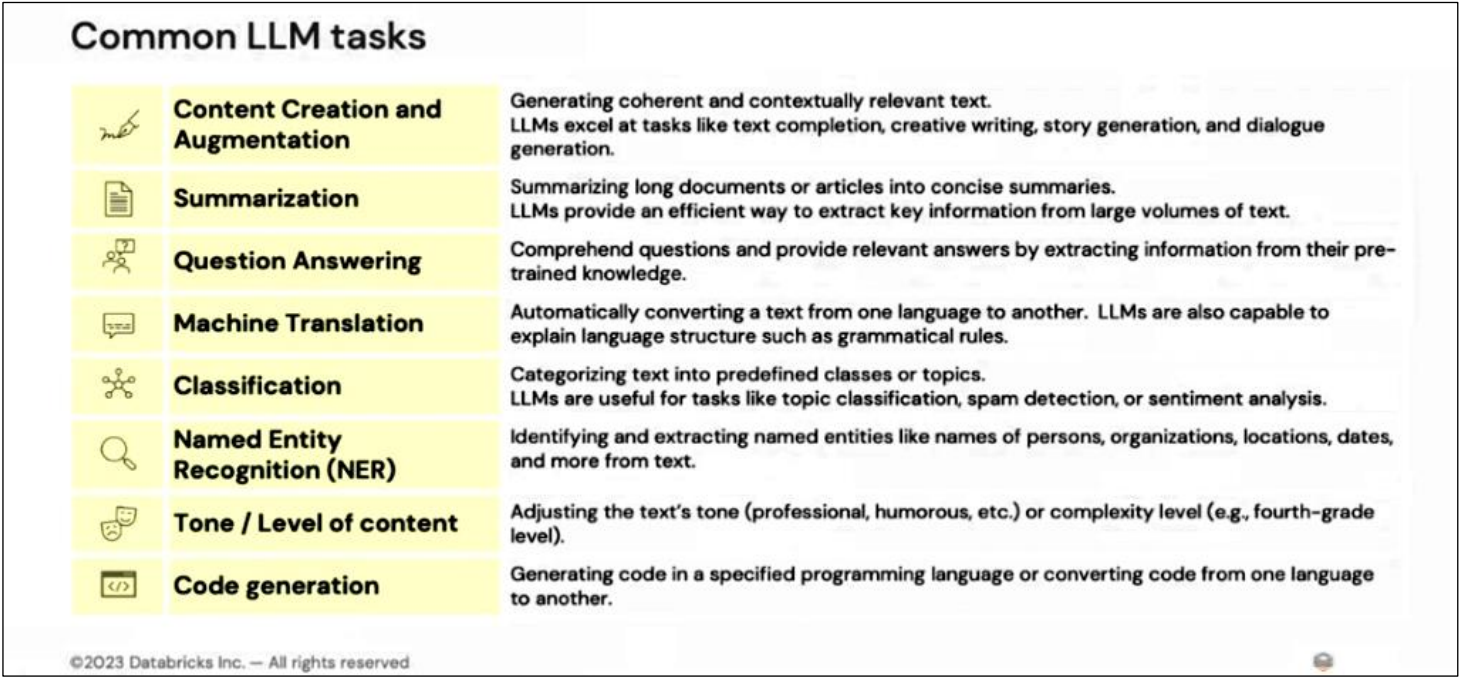 Common LLM tasks
Content Creation and
Augmentation
Generating coherent and contextually relevant text.
LLMs excel at tasks like text completion, creative writing, story generation, and dialogue
generation.
Summarization
Summarizing long documents or articles into concise summaries.
LLMs provide an efficient way to extract key information from large volumes of text.
Question Answering
Comprehend questions and provide relevant answers by extracting information from their pre-
trained knowledge.
Machine Translation
Automatically converting a text from one language to another. LLMs are also capable to
explain language structure such as grammatical rules.
Classification
Categorizing text into predefined classes or topics.
LLMs are useful for tasks like topic classification, spam detection, or sentiment analysis.
Named Entity
Recognition (NER)
Identifying and extracting named entities like names of persons, organizations, locations, dates,
and more from text.
Tone / Level of content
Adjusting the text's tone (professional, humorous, etc.) or complexity level (e.g., fourth-grade
level).
Code generation
Generating code in a specified programming language or converting code from one language
to another.
©2023 Databricks Inc. — All rights reserved